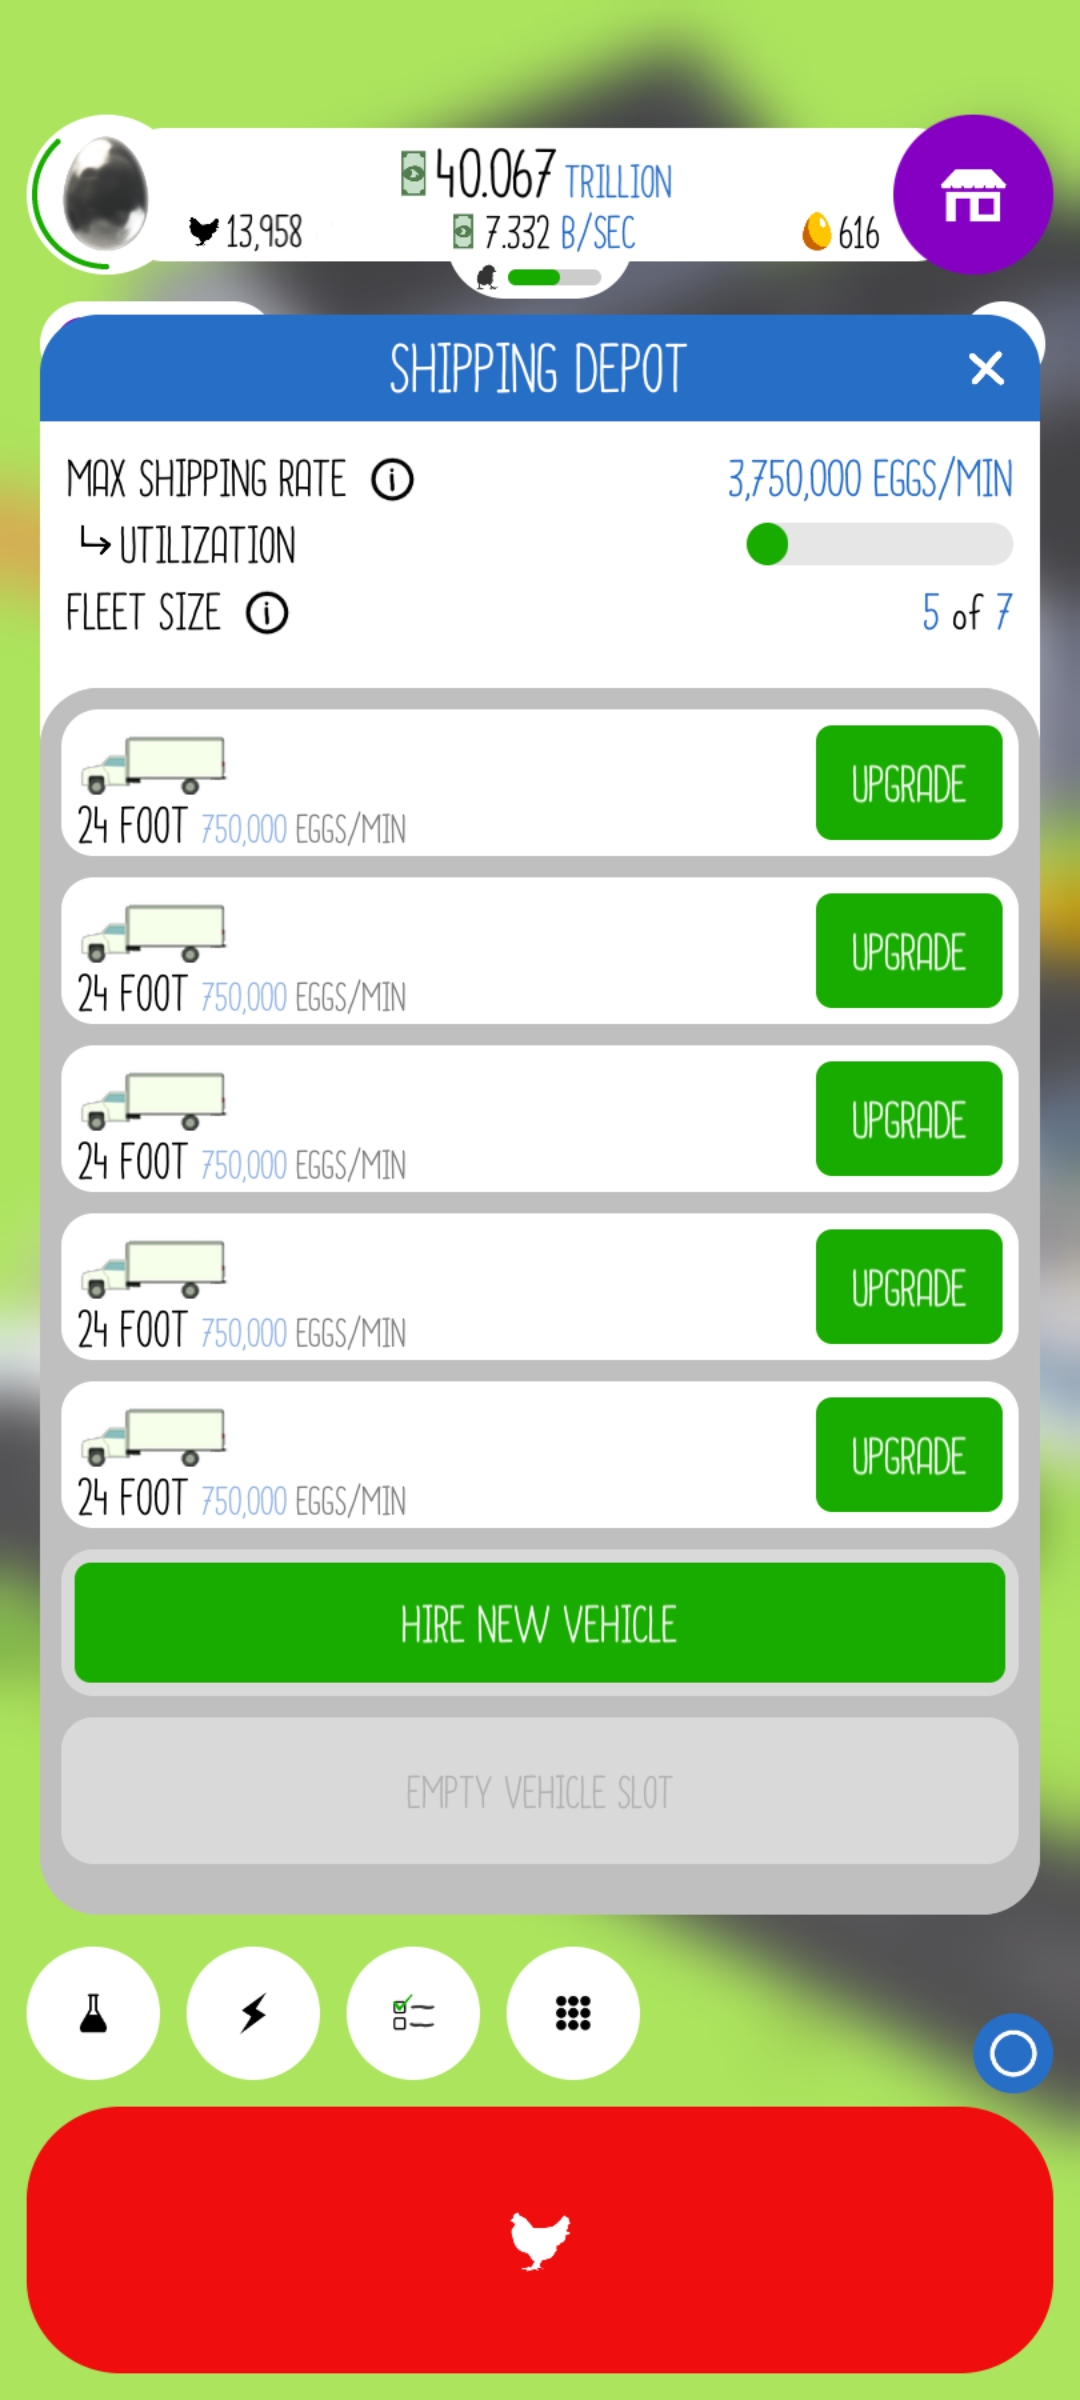 40.067 TRILLION
13,958 7.332 B/SEC 616
SHIPPING DEPOT
MAX SHIPPING RATE 3,750,000 EGGS/MIN
UTILIZATION
FLEET SIZE 5 of 7
24 FOOT 750,000 EGGS/MIN UPGRADE
24 FOOT 750,000 EGGS/MIN UPGRADE
24 FOOT 750,000 EGGS/MIN UPGRADE
24 FOOT 750,000 EGGS/MIN UPGRADE
24 FOOT 750,000 EGGS/MIN UPGRADE
HIRE NEW VEHICLE
EMPTY VEHICLE SLOT